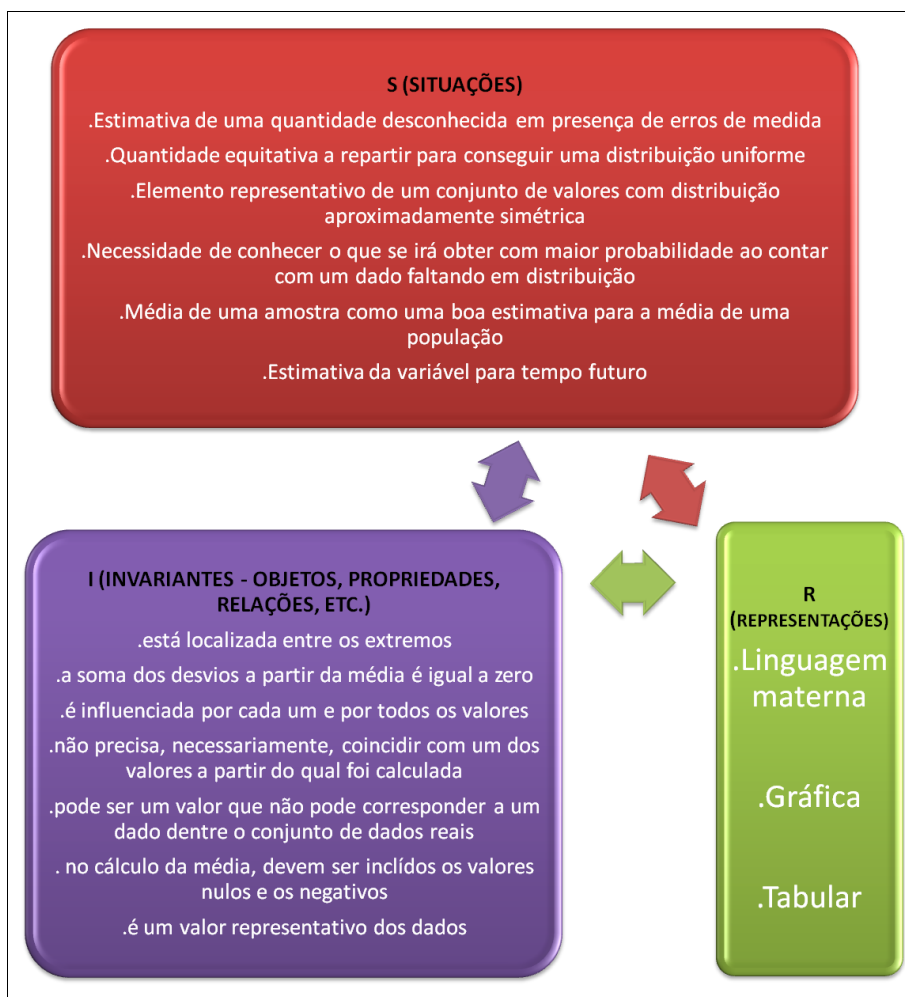 S (SITUAÇÕES)
.Estimativa de uma quantidade desconhecida em presença de erros de medida
.Quantidade equitativa a repartir para conseguir uma distribuição uniforme
.Elemento representativo de um conjunto de valores com distribuição
aproximadamente simétrica
.Necessidade de conhecer o que se irá obter com maior probabilidade ao contar
com um dado faltando em distribuição
.Média de uma amostra como uma boa estimativa para a média de uma
população
.Estimativa da variável para tempo futuro
I (INVARIANTES - OBJETOS, PROPRIEDADES,
RELAÇÕES, ETC.)
.está localizada entre os extremos
.a soma dos desvios a partir da média é igual a zero
.é influenciada por cada um e por todos os valores
.não precisa, necessariamente, coincidir com um dos
valores a partir do qual foi calculada
.pode ser um valor que não pode corresponder a um
dado dentre o conjunto de dados reais
. no cálculo da média, devem ser inclídos os valores
nulos e os negativos
.é um valor representativo dos dados
R
(REPRESENTAÇÕES)
.Linguagem
materna
.Gráfica
.Tabular